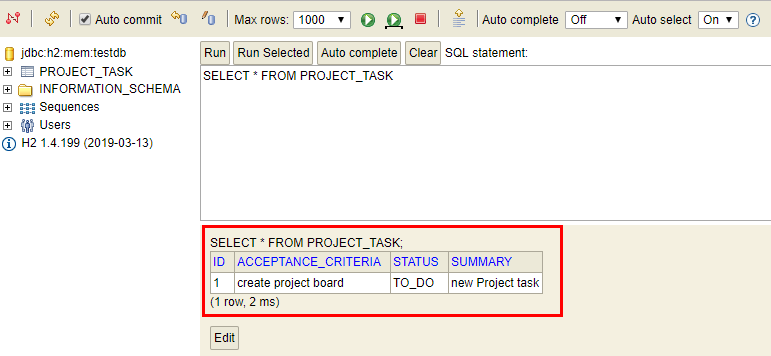 Auto commit Max rows: 1000 Auto complete Off Auto select On
jdbc:h2:mem:testdb
PROJECT_TASK
INFORMATION_SCHEMA
Sequences
Users
H2 1.4.199 (2019-03-13)
Run Run Selected Auto complete Clear SQL statement:
SELECT * FROM PROJECT_TASK
SELECT * FROM PROJECT_TASK;
ID ACCEPTANCE_CRITERIA STATUS SUMMARY
1 create project board TO_DO new Project task
(1 row, 2 ms)
Edit